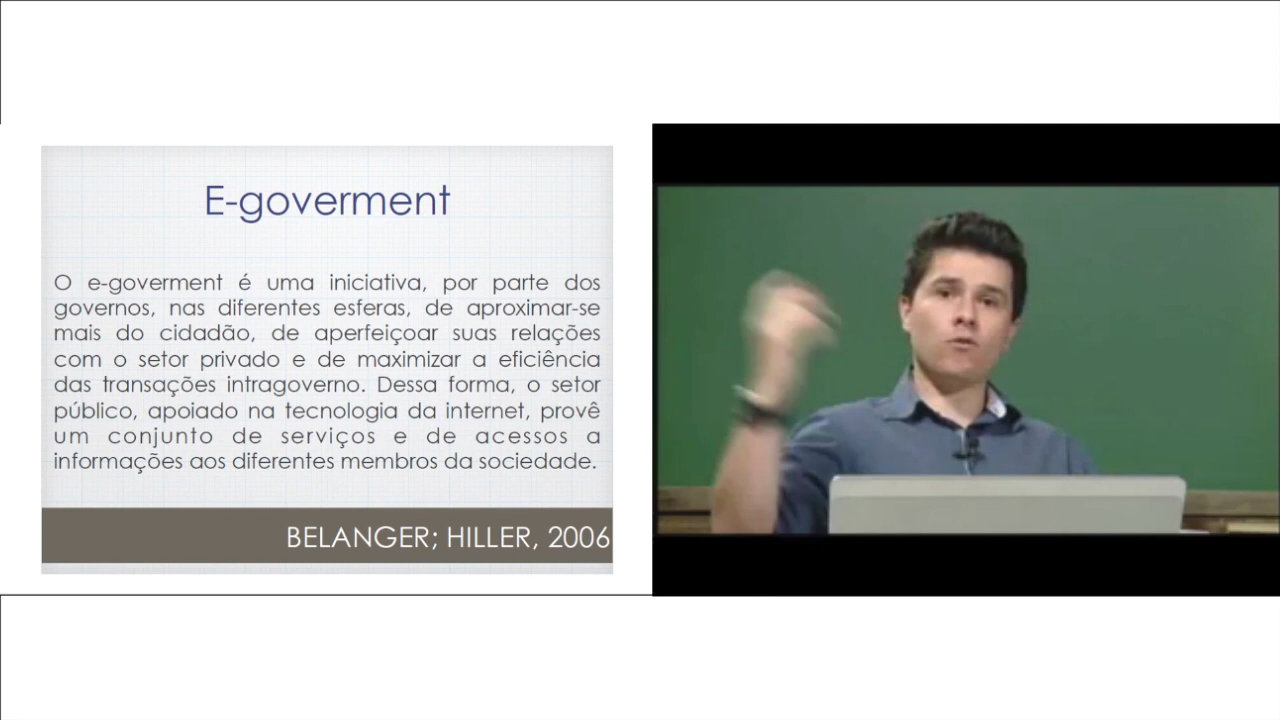 E-goverment
O e-goverment é uma iniciativa, por parte dos
governos, nas diferentes esferas, de aproximar-se
mais do cidadão, de aperfeiçoar suas relações
com o setor privado e de maximizar a eficiência
das transações intragoverno. Dessa forma, o setor
público, apoiado na tecnologia da internet, provê
um conjunto de serviços e de acessos a
informações aos diferentes membros da sociedade.
BELANGER; HILLER, 2006